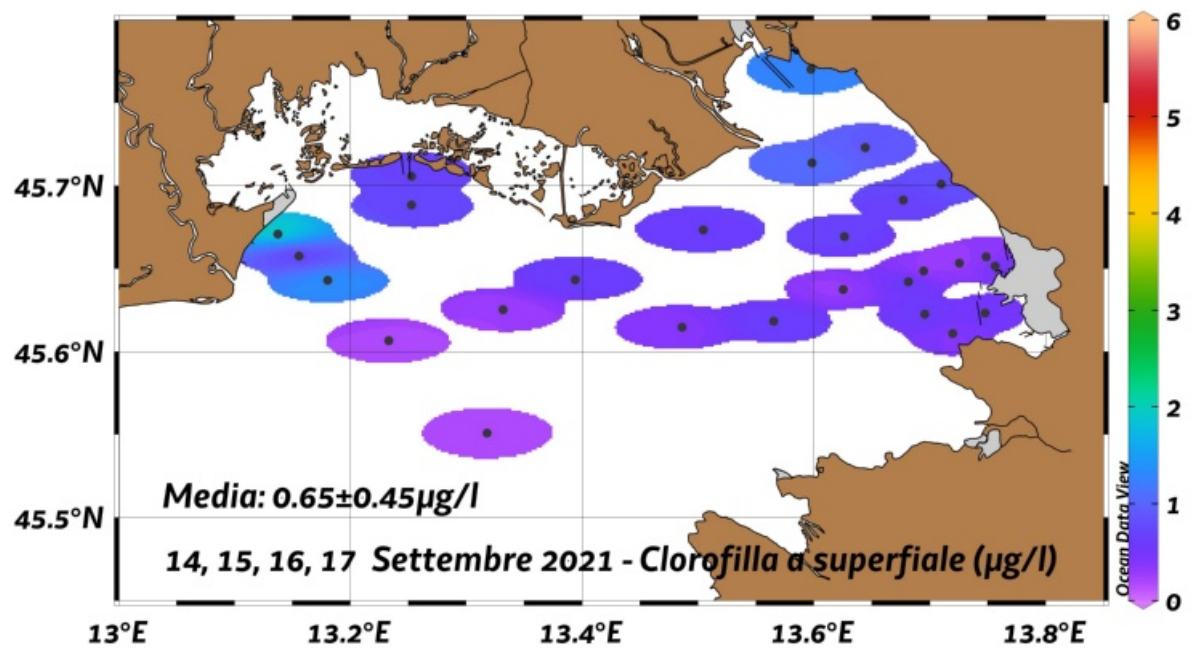 6
5
4
3
2
1
0
Ocean Data View
45.7°N
45.6°N
45.5°N
Media: 0.65±0.45µg/l
14, 15, 16, 17 Settembre 2021 - Clorofilla a superfiale (µg/l)
13°E 13.2°E 13.4°E 13.6°E 13.8°E